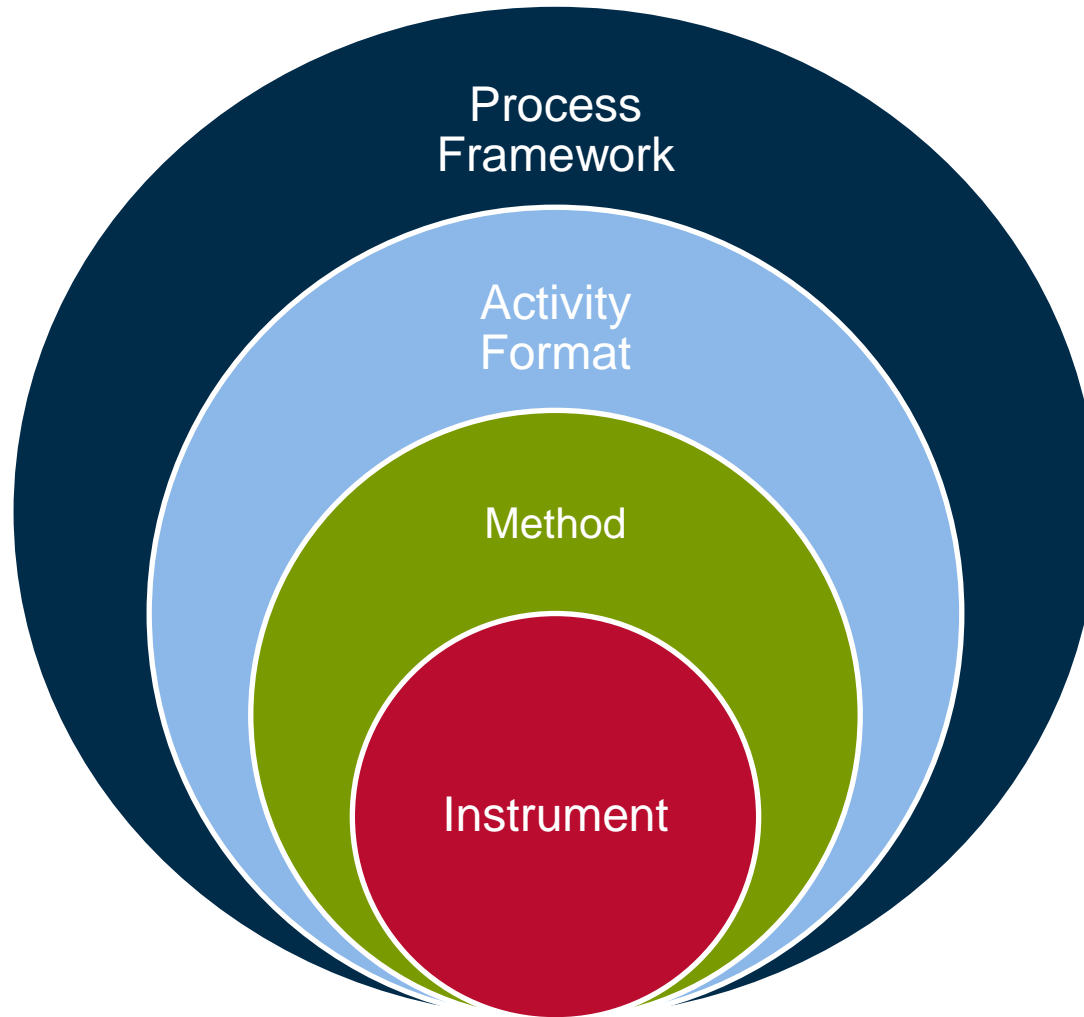 Process
Framework
Activity
Format
Method
Instrument